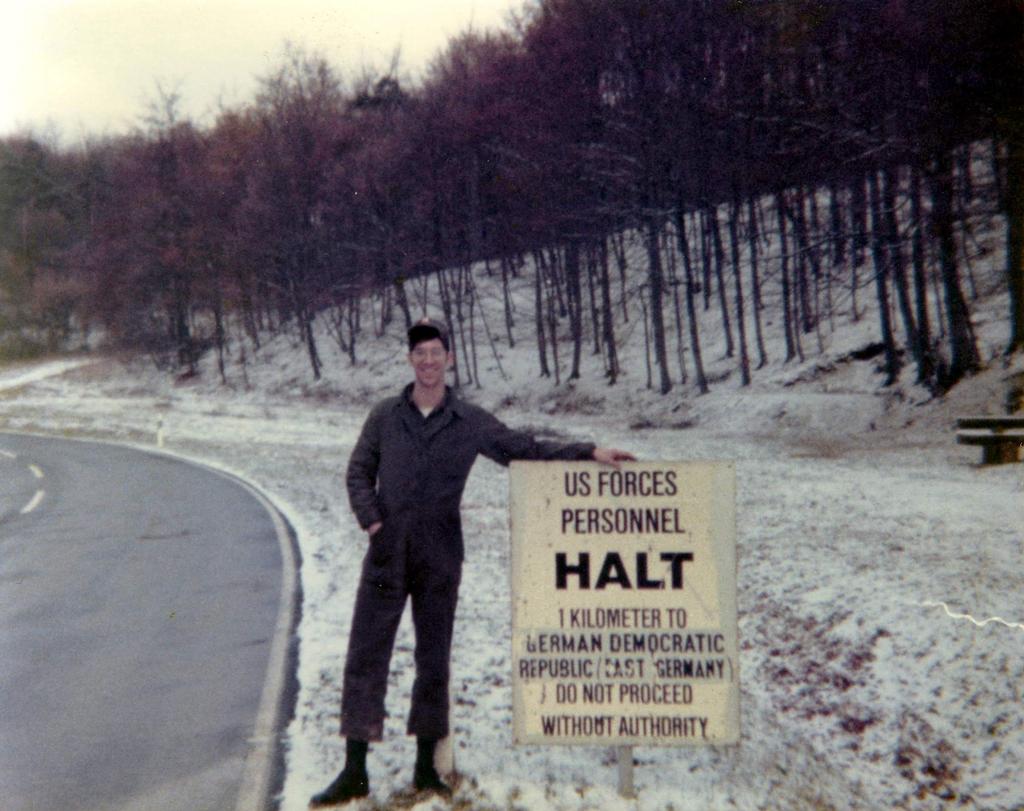 US FORCES
PERSONNEL
HALT
1 KILOMETER TO
GERMAN DEMOCRATIC
REPUBLIC (EAST GERMANY)
DO NOT PROCEED
WITHOUT AUTHORITY